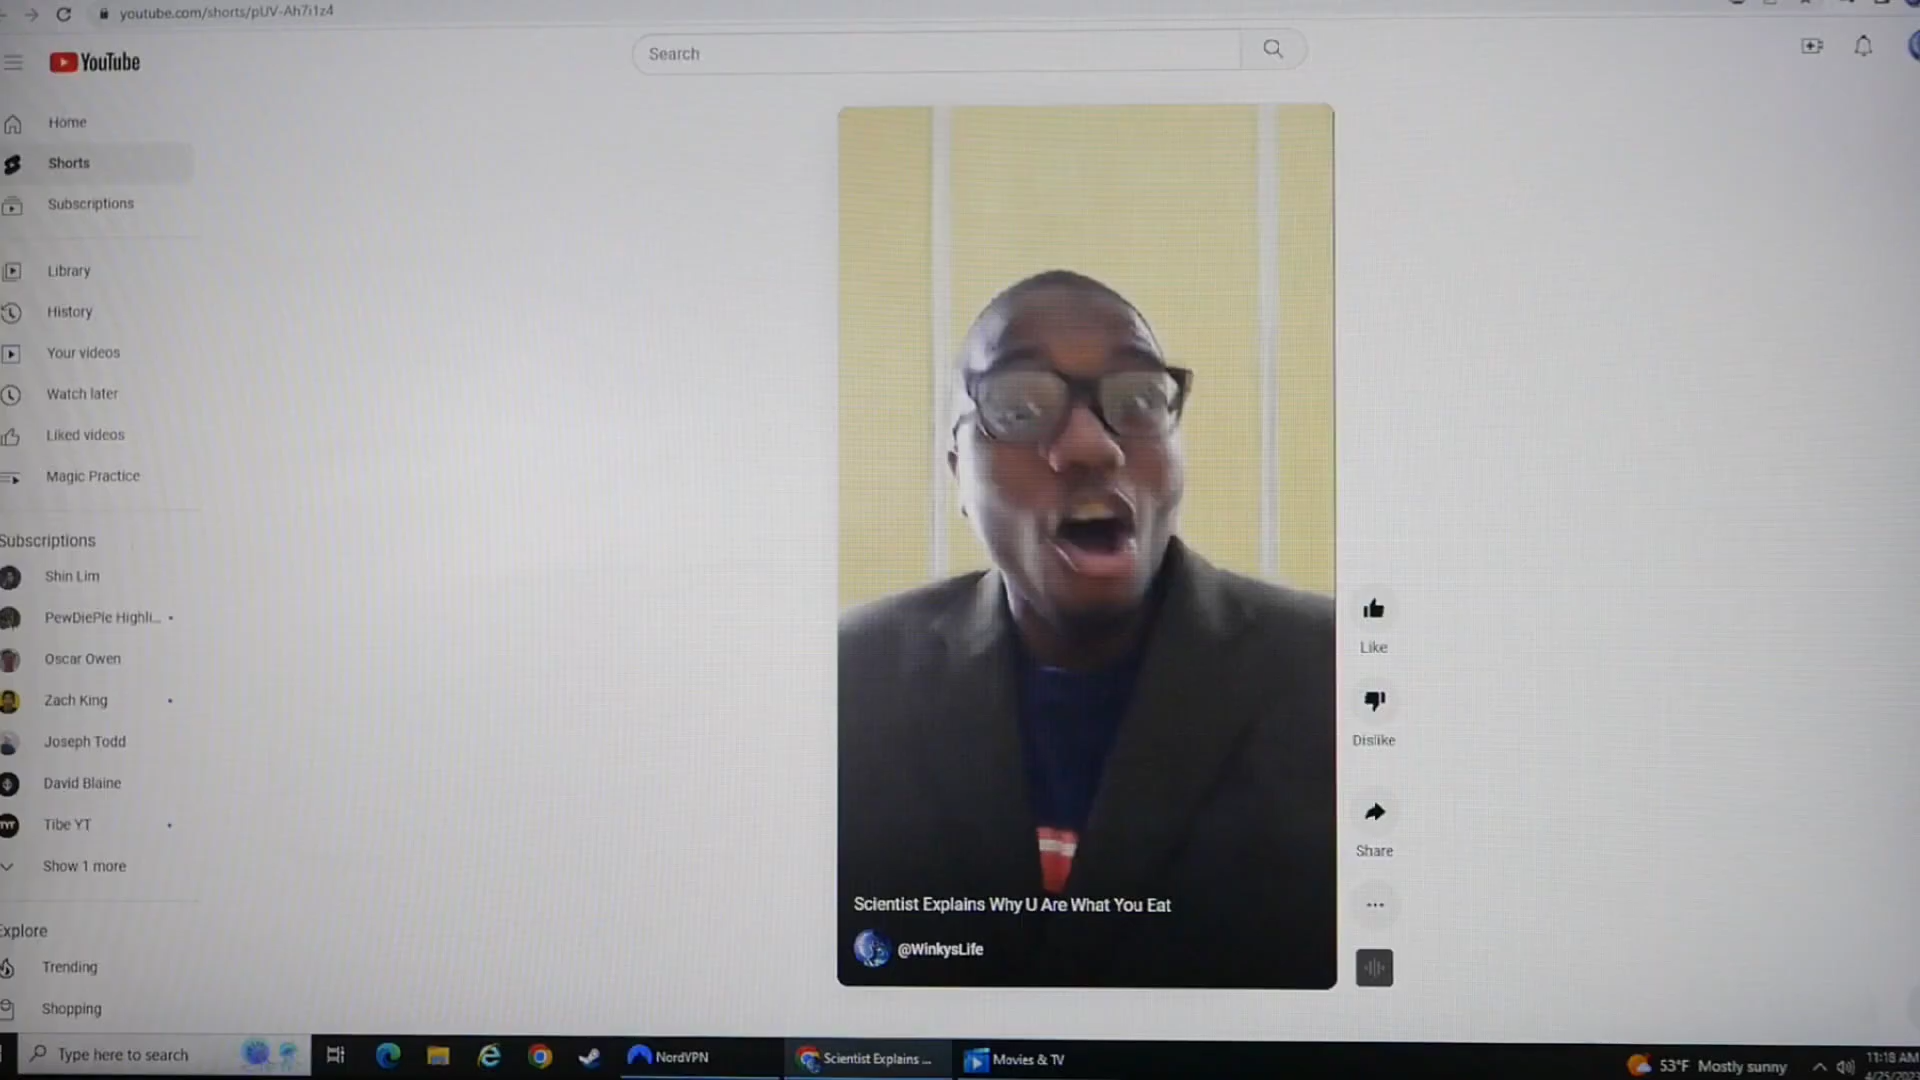 youtube.com/shorts/pUV-Ah7i1z4
YouTube
Search
Home
Shorts
Subscriptions
Library
History
Your videos
Watch later
Liked videos
Magic Practice
Subscriptions
Shin Lim
PewDiePie Highli...
Oscar Owen
Zach King
Joseph Todd
David Blaine
Tibe YT
Show 1 more
Explore
Trending
Shopping
Like
Dislike
Share
Scientist Explains Why U Are What You Eat
@WinkysLife
Type here to search
NordVPN
Scientist Explains ...
Movies & TV
53°F Mostly sunny
11:18 AM